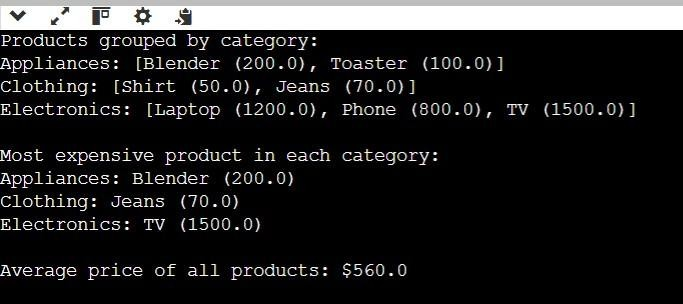 Products grouped by category:
Appliances: [Blender (200.0), Toaster (100.0)]
Clothing: [Shirt (50.0), Jeans (70.0)]
Electronics: [Laptop (1200.0), Phone (800.0), TV (1500.0)]

Most expensive product in each category:
Appliances: Blender (200.0)
Clothing: Jeans (70.0)
Electronics: TV (1500.0)

Average price of all products: $560.0